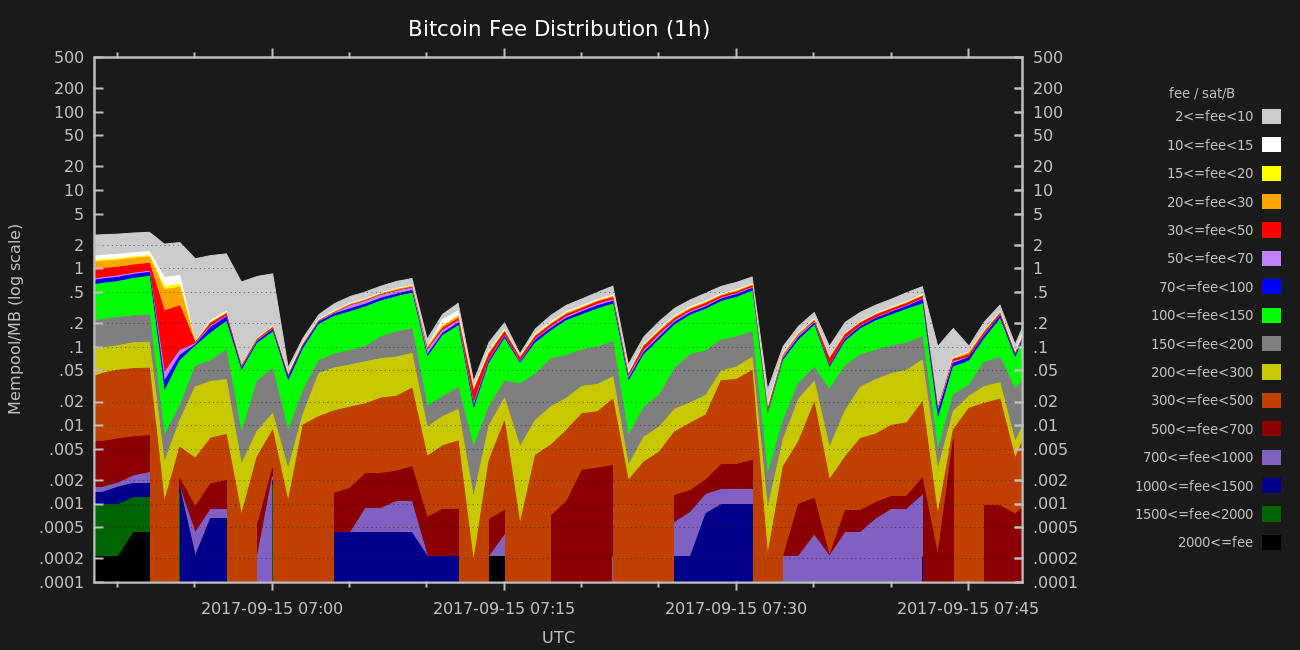 Bitcoin Fee Distribution (1h)
Mempool/MB (log scale)
500
200
100
50
20
10
5
2
1
.5
.2
.1
.05
.02
.01
.005
.002
.001
.0005
.0002
.0001
500
200
100
50
20
10
5
2
1
.5
.2
.1
.05
.02
.01
.005
.002
.001
.0005
.0002
.0001
2017-09-15 07:00
2017-09-15 07:15
2017-09-15 07:30
2017-09-15 07:45
UTC
fee / sat/B
2<=fee<10
10<=fee<15
15<=fee<20
20<=fee<30
30<=fee<50
50<=fee<70
70<=fee<100
100<=fee<150
150<=fee<200
200<=fee<300
300<=fee<500
500<=fee<700
700<=fee<1000
1000<=fee<1500
1500<=fee<2000
2000<=fee